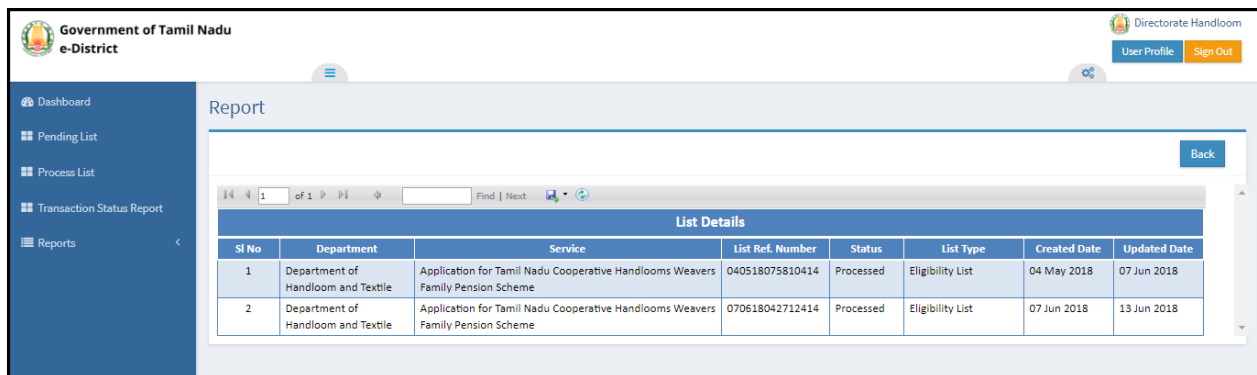 Government of Tamil Nadu
e-District
Directorate Handloom
User Profile
Sign Out
Dashboard
Pending List
Process List
Transaction Status Report
Reports
Report
Back
1 of 1 Find | Next
List Details
Sl No Department Service List Ref. Number Status List Type Created Date Updated Date
1 Department of Application for Tamil Nadu Cooperative Handlooms Weavers 040518075810414 Processed Eligibility List 04 May 2018 07 Jun 2018
Handloom and Textile Family Pension Scheme
2 Department of Application for Tamil Nadu Cooperative Handlooms Weavers 070618042712414 Processed Eligibility List 07 Jun 2018 13 Jun 2018
Handloom and Textile Family Pension Scheme